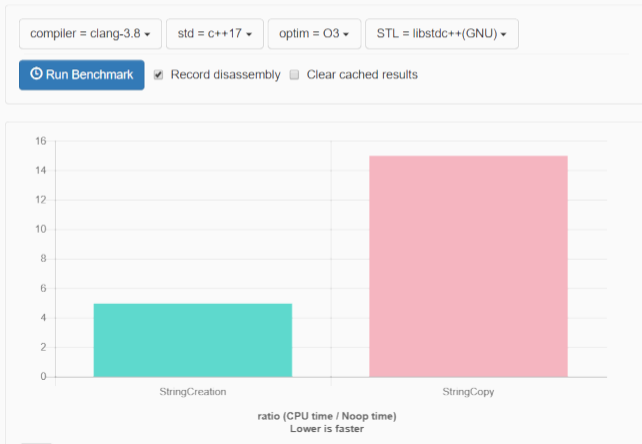 compiler = clang-3.8
std = c++17
optim = O3
STL = libstdc++(GNU)
Run Benchmark
Record disassembly
Clear cached results
16
14
12
10
8
6
4
2
0
StringCreation
StringCopy
ratio (CPU time / Noop time)
Lower is faster